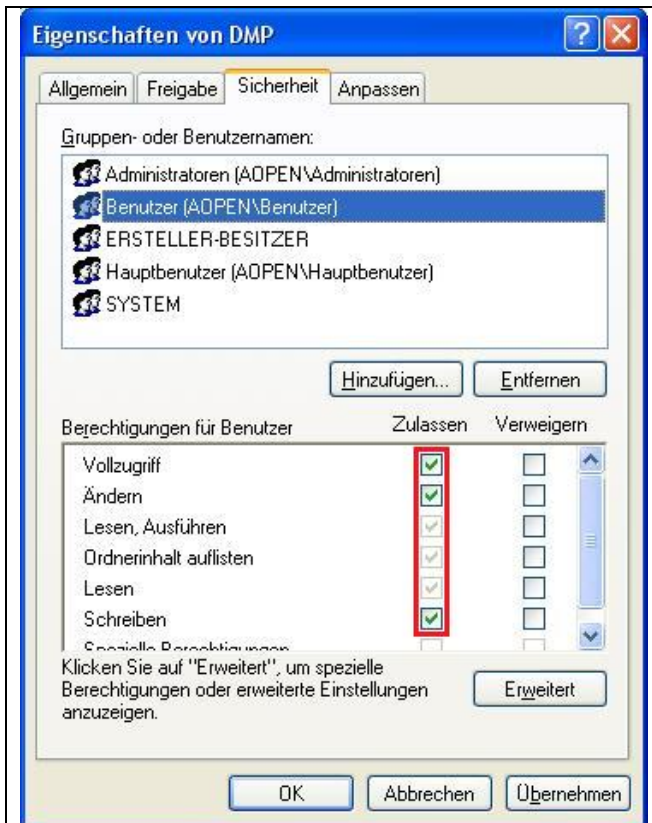 Eigenschaften von DMP
Allgemein Freigabe Sicherheit Anpassen
Gruppen- oder Benutzernamen:
Administratoren (AOPEN\Administratoren)
Benutzer (AOPEN\Benutzer)
ERSTELLER-BESITZER
Hauptbenutzer (AOPEN\Hauptbenutzer)
SYSTEM
Hinzufügen... Entfernen
Berechtigungen für Benutzer Zulassen Verweigern
Vollzugriff
Ändern
Lesen, Ausführen
Ordnerinhalt auflisten
Lesen
Schreiben
Spezielle Berechtigungen
Klicken Sie auf "Erweitert", um spezielle
Berechtigungen oder erweiterte Einstellungen
anzuzeigen.
Erweitert
OK Abbrechen Übernehmen